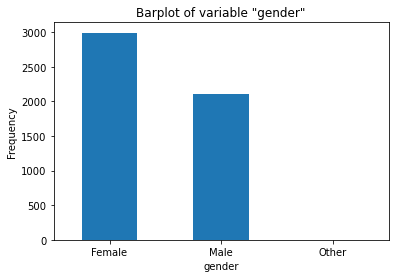 Barplot of variable "gender"
3000
2500
2000
1500
1000
500
0
Frequency
Female Male Other
gender